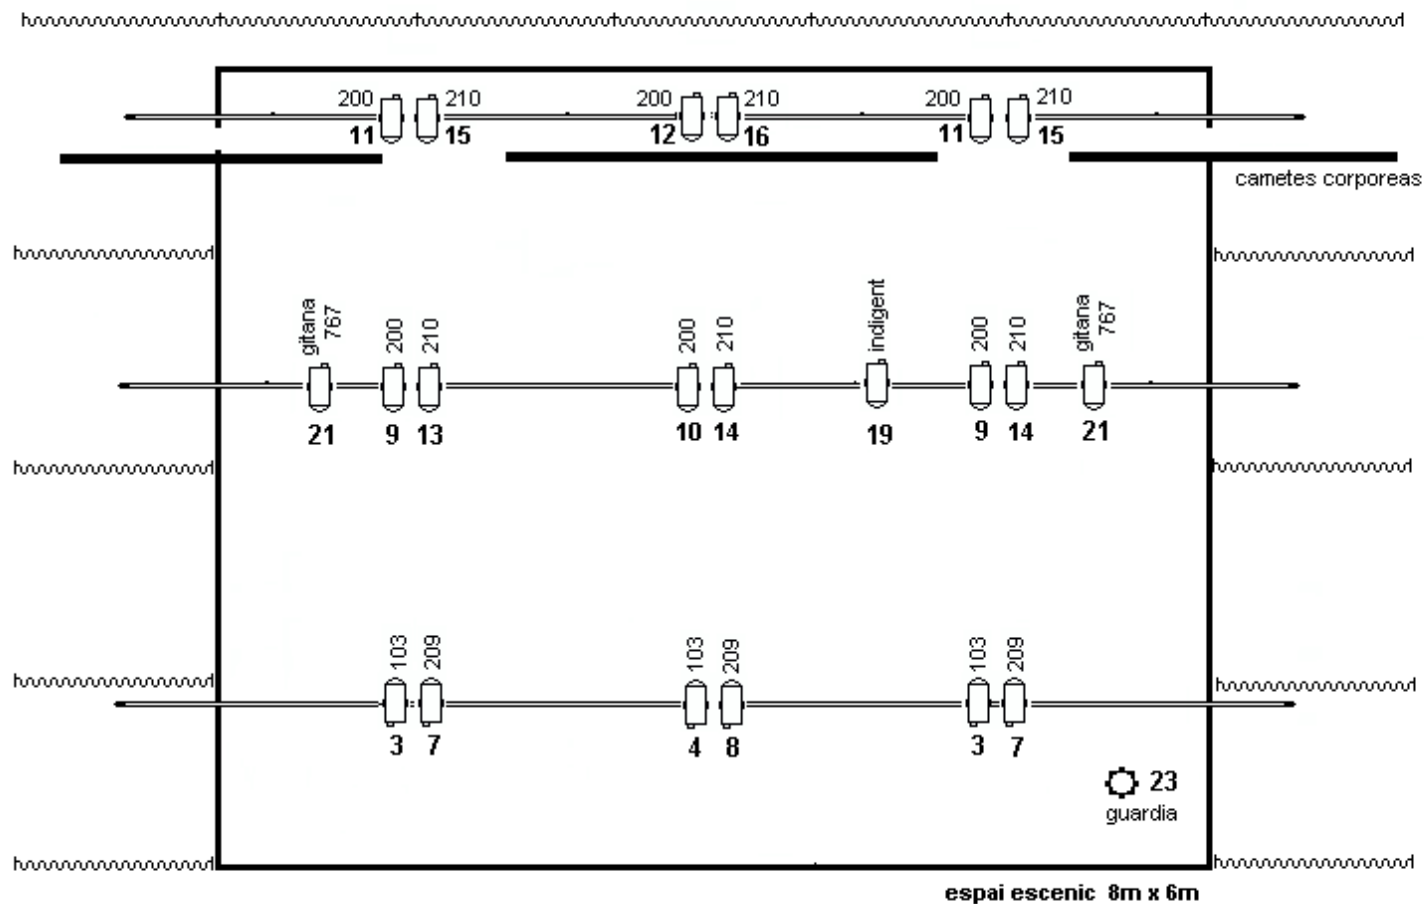 200 210 200 210 200 210
11 15 12 16 11 15
cametes corporeas
gitana 767 200 210 200 210 indigent 200 210 gitana 767
21 9 13 10 14 19 9 14 21
103 209 103 209 103 209
3 7 4 8 3 7
23
guardia
espai escenic 8m x 6m